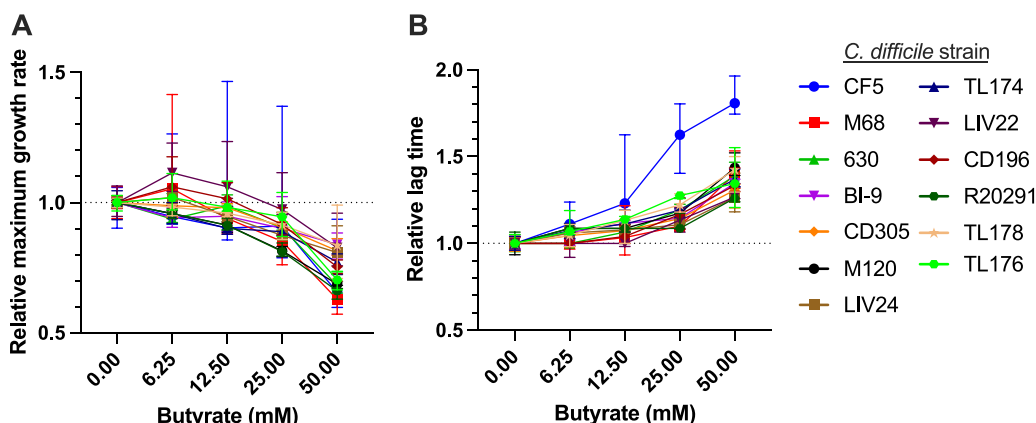 A
Relative maximum growth rate
1.5
1.0
0.5
0.00
6.25
12.50
25.00
50.00
Butyrate (mM)
B
Relative lag time
2.0
1.5
1.0
0.5
0.00
6.25
12.50
25.00
50.00
Butyrate (mM)
C. difficile strain
CF5
M68
630
BI-9
CD305
M120
LIV24
TL174
LIV22
CD196
R20291
TL178
TL176